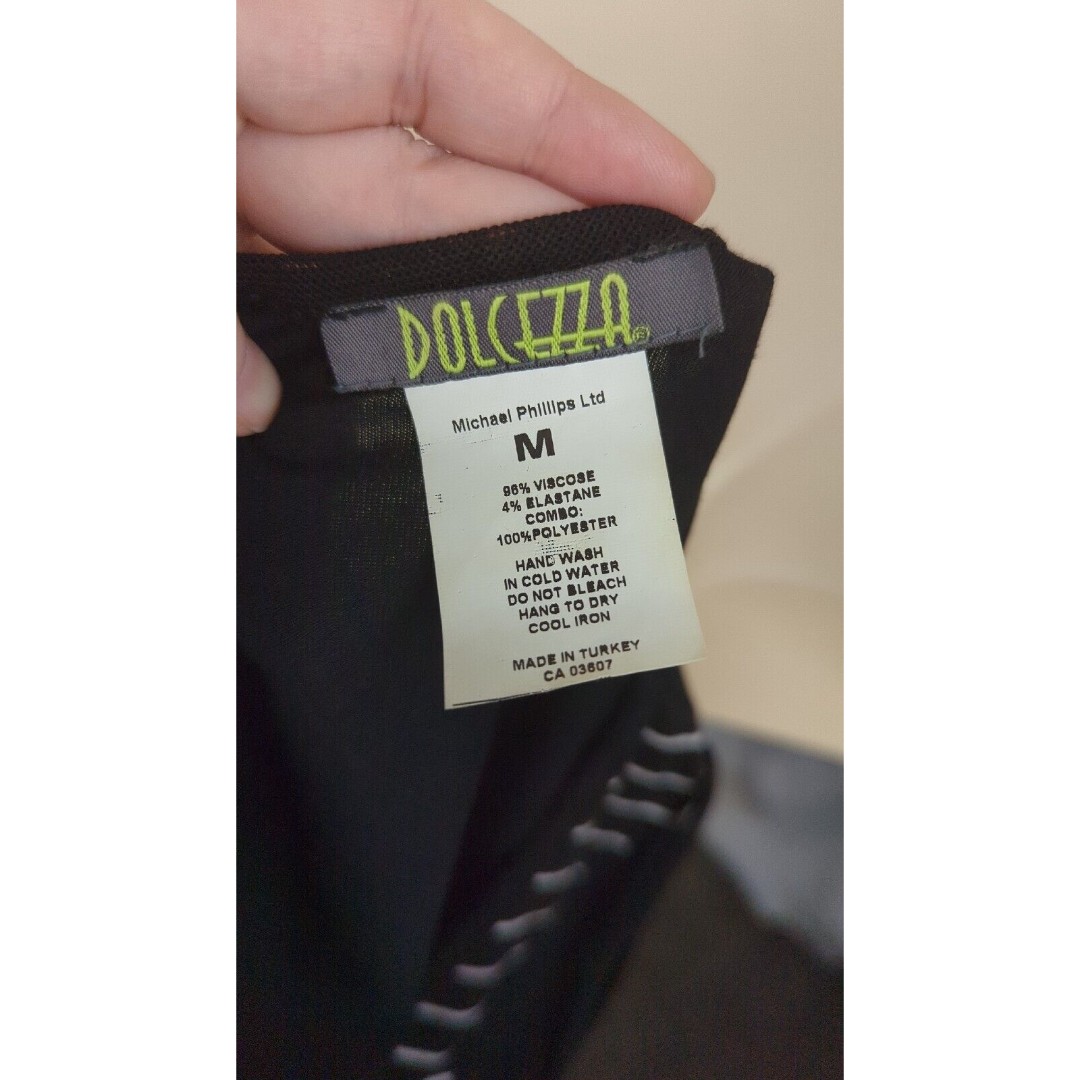 DOLCEZZA®
Michael Phillips Ltd
M
96% VISCOSE
4% ELASTANE
COMBO:
100%POLYESTER
HAND WASH
IN COLD WATER
DO NOT BLEACH
HANG TO DRY
COOL IRON
MADE IN TURKEY
CA 03607